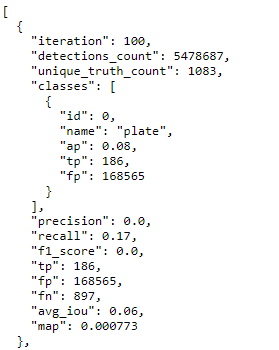 [
  {
    "iteration": 100,
    "detections_count": 5478687,
    "unique_truth_count": 1083,
    "classes": [
      {
        "id": 0,
        "name": "plate",
        "ap": 0.08,
        "tp": 186,
        "fp": 168565
      }
    ],
    "precision": 0.0,
    "recall": 0.17,
    "f1_score": 0.0,
    "tp": 186,
    "fp": 168565,
    "fn": 897,
    "avg_iou": 0.06,
    "map": 0.000773
  },